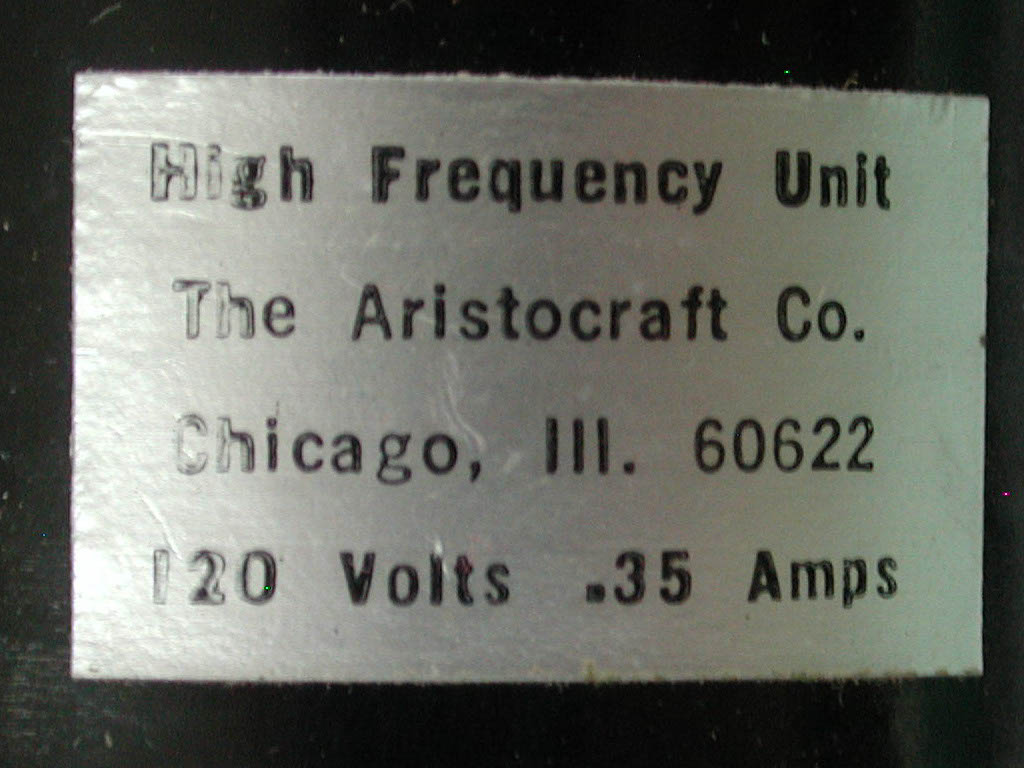 High Frequency Unit
The Aristocraft Co.
Chicago, Ill. 60622
120 Volts .35 Amps